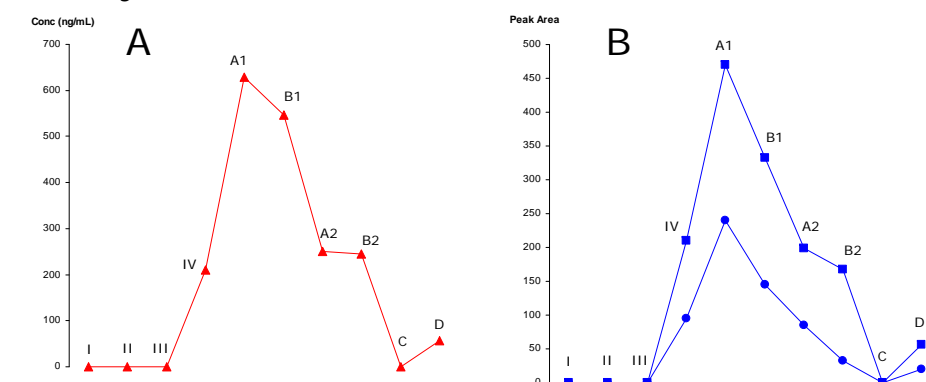 Conc (ng/mL)
A
700
600
500
400
300
200
100
0
A1
B1
IV
A2
B2
I
II
III
C
D
Peak Area
B
500
450
400
350
300
250
200
150
100
50
0
A1
B1
IV
A2
B2
I
II
III
C
D